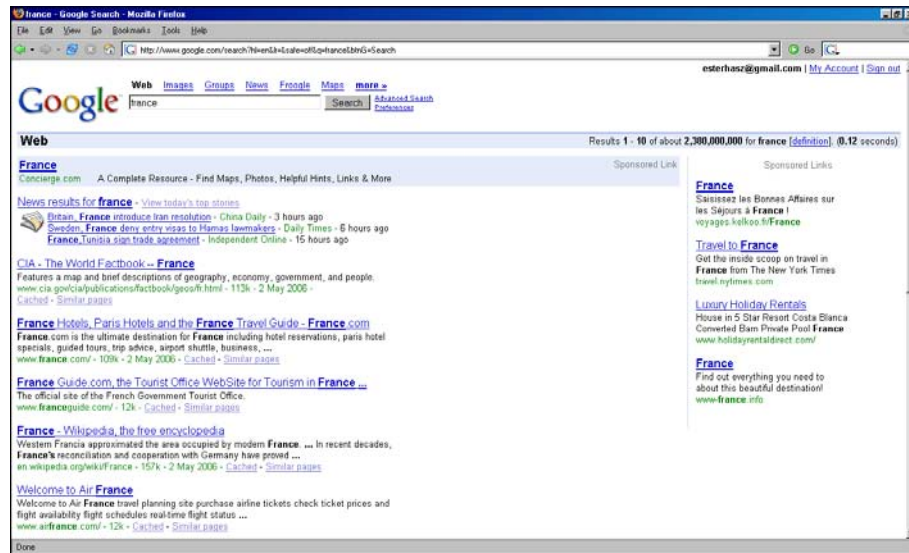 france - Google Search - Mozilla Firefox
File Edit View Go Bookmarks Tools Help
http://www.google.com/search?hl=en&lr=&safe=off&q=france&btnG=Search
Go
esterhasz@gmail.com | My Account | Sign out
Google
Web Images Groups News Froogle Maps more »
france
Search
Advanced Search
Preferences
Web
Results 1 - 10 of about 2,380,000,000 for france [definition]. (0.12 seconds)
France
Sponsored Link
Concierge.com A Complete Resource - Find Maps, Photos, Helpful Hints, Links & More
News results for france - View today's top stories
Britain, France introduce Iran resolution - China Daily - 3 hours ago
Sweden, France deny entry visas to Hamas lawmakers - Daily Times - 6 hours ago
France,Tunisia sign trade agreement - Independent Online - 15 hours ago
CIA - The World Factbook -- France
Features a map and brief descriptions of geography, economy, government, and people.
www.cia.gov/cia/publications/factbook/geos/fr.html - 113k - 2 May 2006 -
Cached - Similar pages
France Hotels, Paris Hotels and the France Travel Guide - France.com
France.com is the ultimate destination for France including hotel reservations, paris hotel
specials, guided tours, trip advice, airport shuttle, business, ...
www.france.com/ - 109k - 2 May 2006 - Cached - Similar pages
France Guide.com, the Tourist Office WebSite for Tourism in France ...
The official site of the French Government Tourist Office.
www.franceguide.com/ - 12k - Cached - Similar pages
France - Wikipedia, the free encyclopedia
Western Francia approximated the area occupied by modern France. ... In recent decades,
France's reconciliation and cooperation with Germany have proved ...
en.wikipedia.org/wiki/France - 157k - 2 May 2006 - Cached - Similar pages
Welcome to Air France
Welcome to Air France travel planning site purchase airline tickets check ticket prices and
flight availability flight schedules real-time flight status ...
www.airfrance.com/ - 12k - Cached - Similar pages
Sponsored Links
France
Saisissez les Bonnes Affaires sur
les Séjours à France !
voyages.kelkoo.fr/France
Travel to France
Get the inside scoop on travel in
France from The New York Times
travel.nytimes.com
Luxury Holiday Rentals
House in 5 Star Resort Costa Blanca
Converted Barn Private Pool France
www.holidayrentaldirect.com/
France
Find out everything you need to
about this beautiful destination!
www-france.info
Done